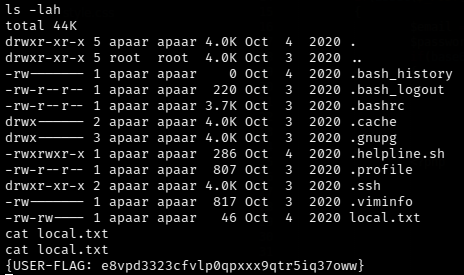 ls -lah
total 44K
drwxr-xr-x 5 apaar apaar 4.0K Oct  4  2020 .
drwxr-xr-x 5 root  root  4.0K Oct  3  2020 ..
-rw------- 1 apaar apaar    0 Oct  4  2020 .bash_history
-rw-r--r-- 1 apaar apaar  220 Oct  3  2020 .bash_logout
-rw-r--r-- 1 apaar apaar 3.7K Oct  3  2020 .bashrc
drwx------ 2 apaar apaar 4.0K Oct  3  2020 .cache
drwx------ 3 apaar apaar 4.0K Oct  3  2020 .gnupg
-rwxrwxr-x 1 apaar apaar  286 Oct  4  2020 .helpline.sh
-rw-r--r-- 1 apaar apaar  807 Oct  3  2020 .profile
drwxr-xr-x 2 apaar apaar 4.0K Oct  3  2020 .ssh
-rw------- 1 apaar apaar  817 Oct  3  2020 .viminfo
-rw-rw---- 1 apaar apaar   46 Oct  4  2020 local.txt
cat local.txt
cat local.txt
{USER-FLAG: e8vpd3323cfvlp0qpxxx9qtr5iq37oww}